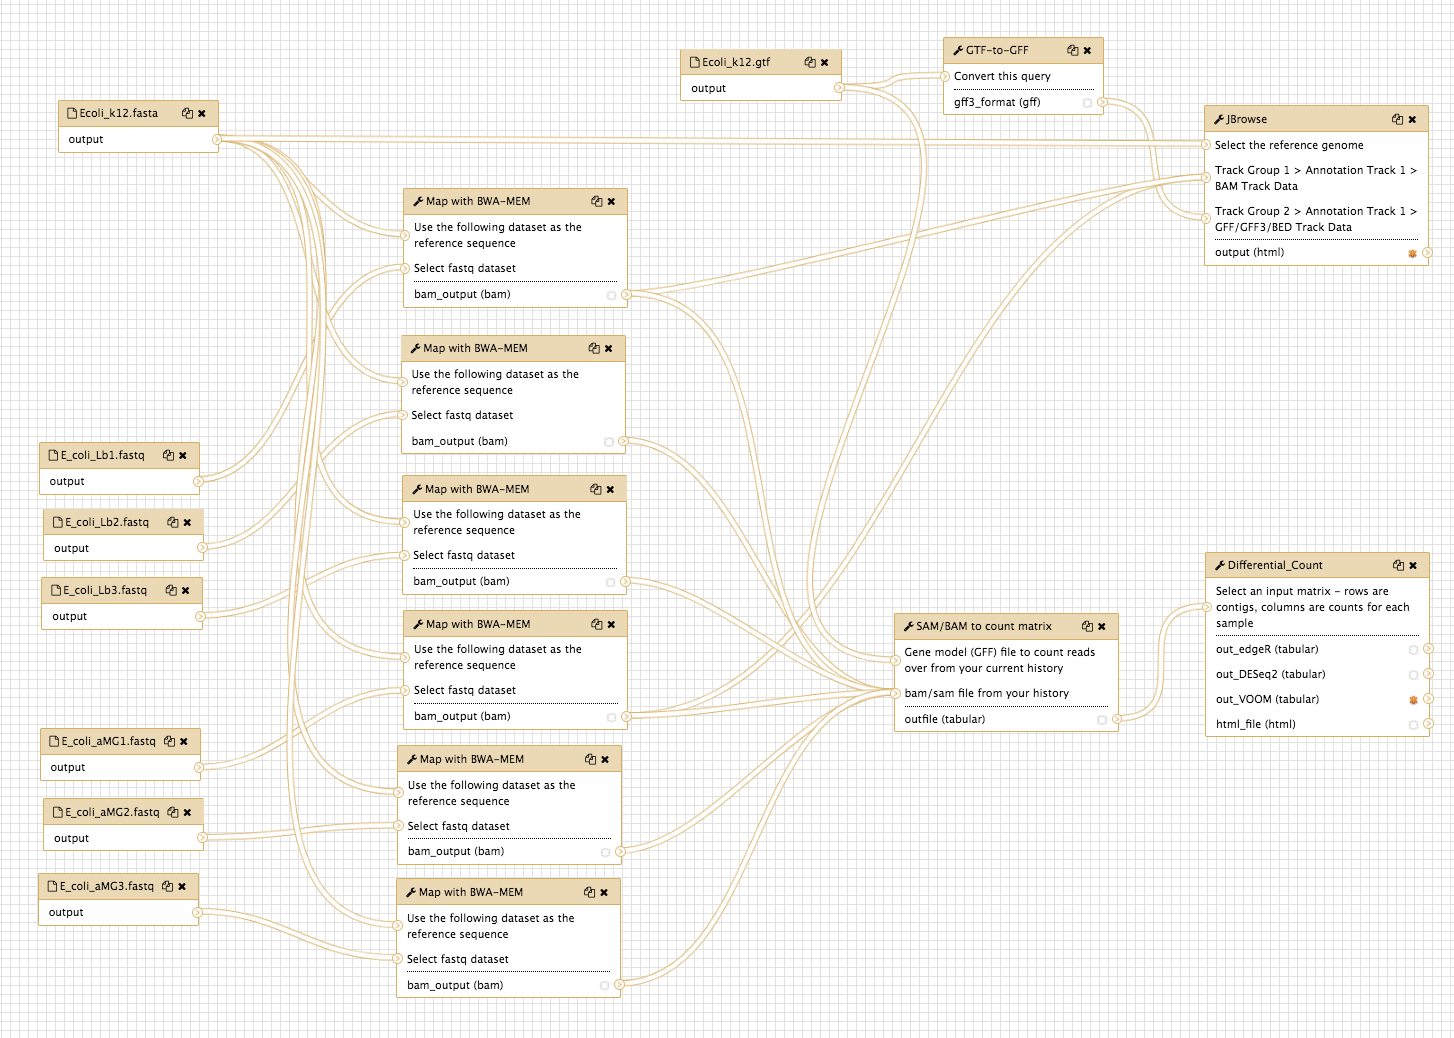 Ecoli_k12.fasta
output
Ecoli_k12.gtf
output
GTF-to-GFF
Convert this query
gff3_format (gff)
JBrowse
Select the reference genome
Track Group 1 > Annotation Track 1 >
BAM Track Data
Track Group 2 > Annotation Track 1 >
GFF/GFF3/BED Track Data
output (html)
Map with BWA-MEM
Use the following dataset as the
reference sequence
Select fastq dataset
bam_output (bam)
Map with BWA-MEM
Use the following dataset as the
reference sequence
Select fastq dataset
bam_output (bam)
Map with BWA-MEM
Use the following dataset as the
reference sequence
Select fastq dataset
bam_output (bam)
Map with BWA-MEM
Use the following dataset as the
reference sequence
Select fastq dataset
bam_output (bam)
Map with BWA-MEM
Use the following dataset as the
reference sequence
Select fastq dataset
bam_output (bam)
Map with BWA-MEM
Use the following dataset as the
reference sequence
Select fastq dataset
bam_output (bam)
E_coli_Lb1.fastq
output
E_coli_Lb2.fastq
output
E_coli_Lb3.fastq
output
E_coli_aMG1.fastq
output
E_coli_aMG2.fastq
output
E_coli_aMG3.fastq
output
SAM/BAM to count matrix
Gene model (GFF) file to count reads
over from your current history
bam/sam file from your history
outfile (tabular)
Differential_Count
Select an input matrix - rows are
contigs, columns are counts for each
sample
out_edgeR (tabular)
out_DESeq2 (tabular)
out_VOOM (tabular)
html_file (html)